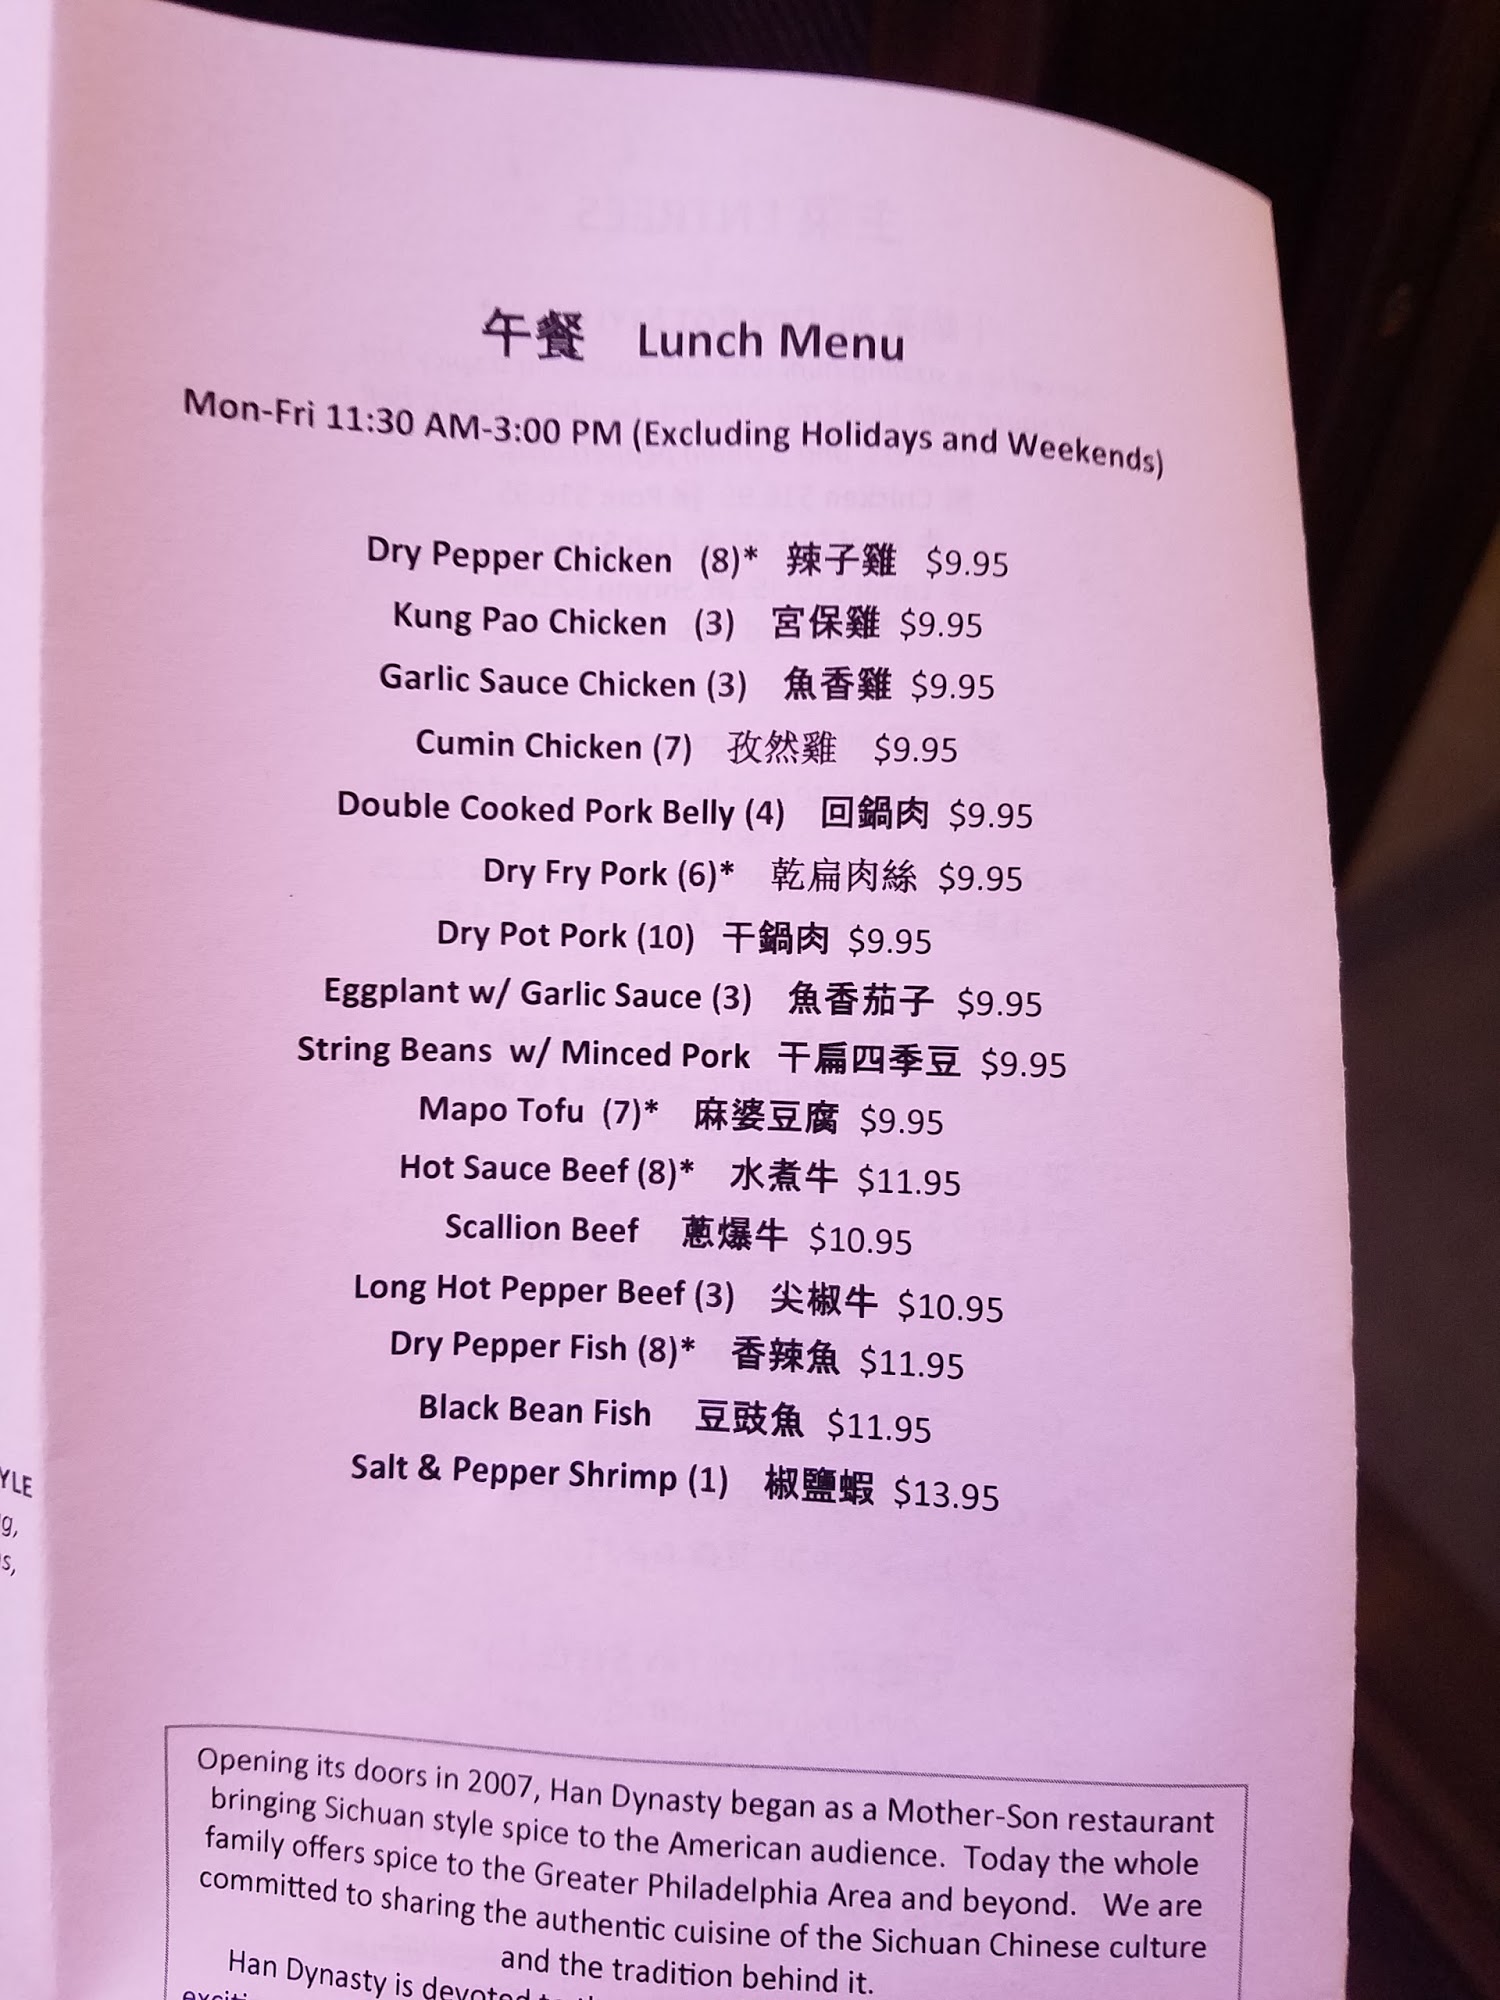 午餐 Lunch Menu
Mon-Fri 11:30 AM-3:00 PM (Excluding Holidays and Weekends)
Dry Pepper Chicken (8)* 辣子雞 $9.95
Kung Pao Chicken (3) 宮保雞 $9.95
Garlic Sauce Chicken (3) 魚香雞 $9.95
Cumin Chicken (7) 孜然雞 $9.95
Double Cooked Pork Belly (4) 回鍋肉 $9.95
Dry Fry Pork (6)* 乾扁肉絲 $9.95
Dry Pot Pork (10) 干鍋肉 $9.95
Eggplant w/ Garlic Sauce (3) 魚香茄子 $9.95
String Beans w/ Minced Pork 干扁四季豆 $9.95
Mapo Tofu (7)* 麻婆豆腐 $9.95
Hot Sauce Beef (8)* 水煮牛 $11.95
Scallion Beef 蔥爆牛 $10.95
Long Hot Pepper Beef (3) 尖椒牛 $10.95
Dry Pepper Fish (8)* 香辣魚 $11.95
Black Bean Fish 豆豉魚 $11.95
Salt & Pepper Shrimp (1) 椒鹽蝦 $13.95
YLE
g,
s,
Opening its doors in 2007, Han Dynasty began as a Mother-Son restaurant
bringing Sichuan style spice to the American audience. Today the whole
family offers spice to the Greater Philadelphia Area and beyond. We are
committed to sharing the authentic cuisine of the Sichuan Chinese culture
and the tradition behind it.
Han Dynasty is devoted